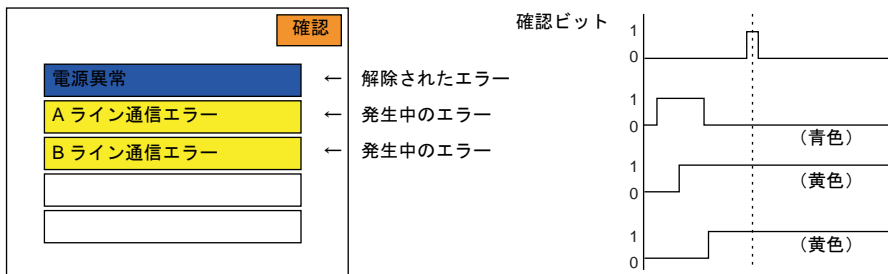 確認
電源異常 ← 解除されたエラー
A ライン通信エラー ← 発生中のエラー
B ライン通信エラー ← 発生中のエラー
確認ビット
1
0
1
0
（青色）
1
0
（黄色）
1
0
（黄色）